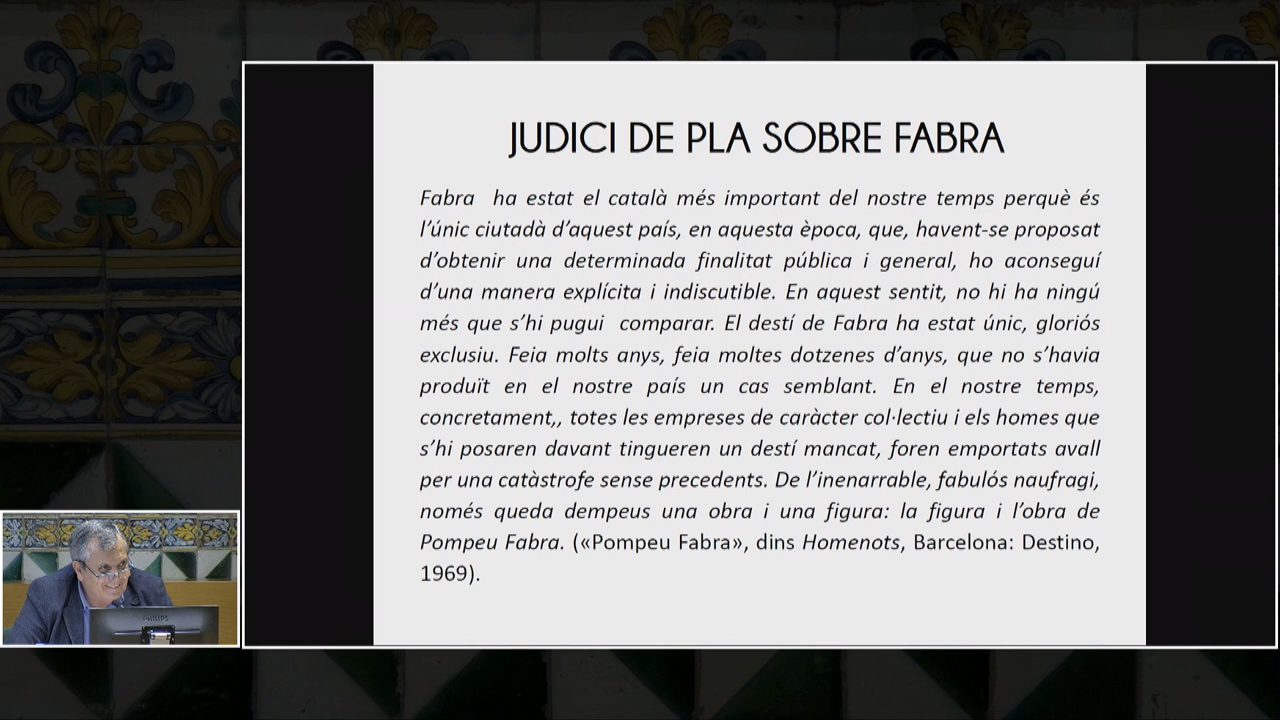 JUDICI DE PLA SOBRE FABRA
Fabra ha estat el català més important del nostre temps perquè és
l’únic ciutadà d’aquest país, en aquesta època, que, havent-se proposat
d’obtenir una determinada finalitat pública i general, ho aconseguí
d’una manera explícita i indiscutible. En aquest sentit, no hi ha ningú
més que s’hi pugui comparar. El destí de Fabra ha estat únic, gloriós
exclusiu. Feia molts anys, feia moltes dotzenes d’anys, que no s’havia
produït en el nostre país un cas semblant. En el nostre temps,
concretament,, totes les empreses de caràcter col·lectiu i els homes que
s’hi posaren davant tingueren un destí mancat, foren emportats avall
per una catàstrofe sense precedents. De l’inenarrable, fabulós naufragi,
només queda dempeus una obra i una figura: la figura i l’obra de
Pompeu Fabra. («Pompeu Fabra», dins Homenots, Barcelona: Destino,
1969).
PHILIPS